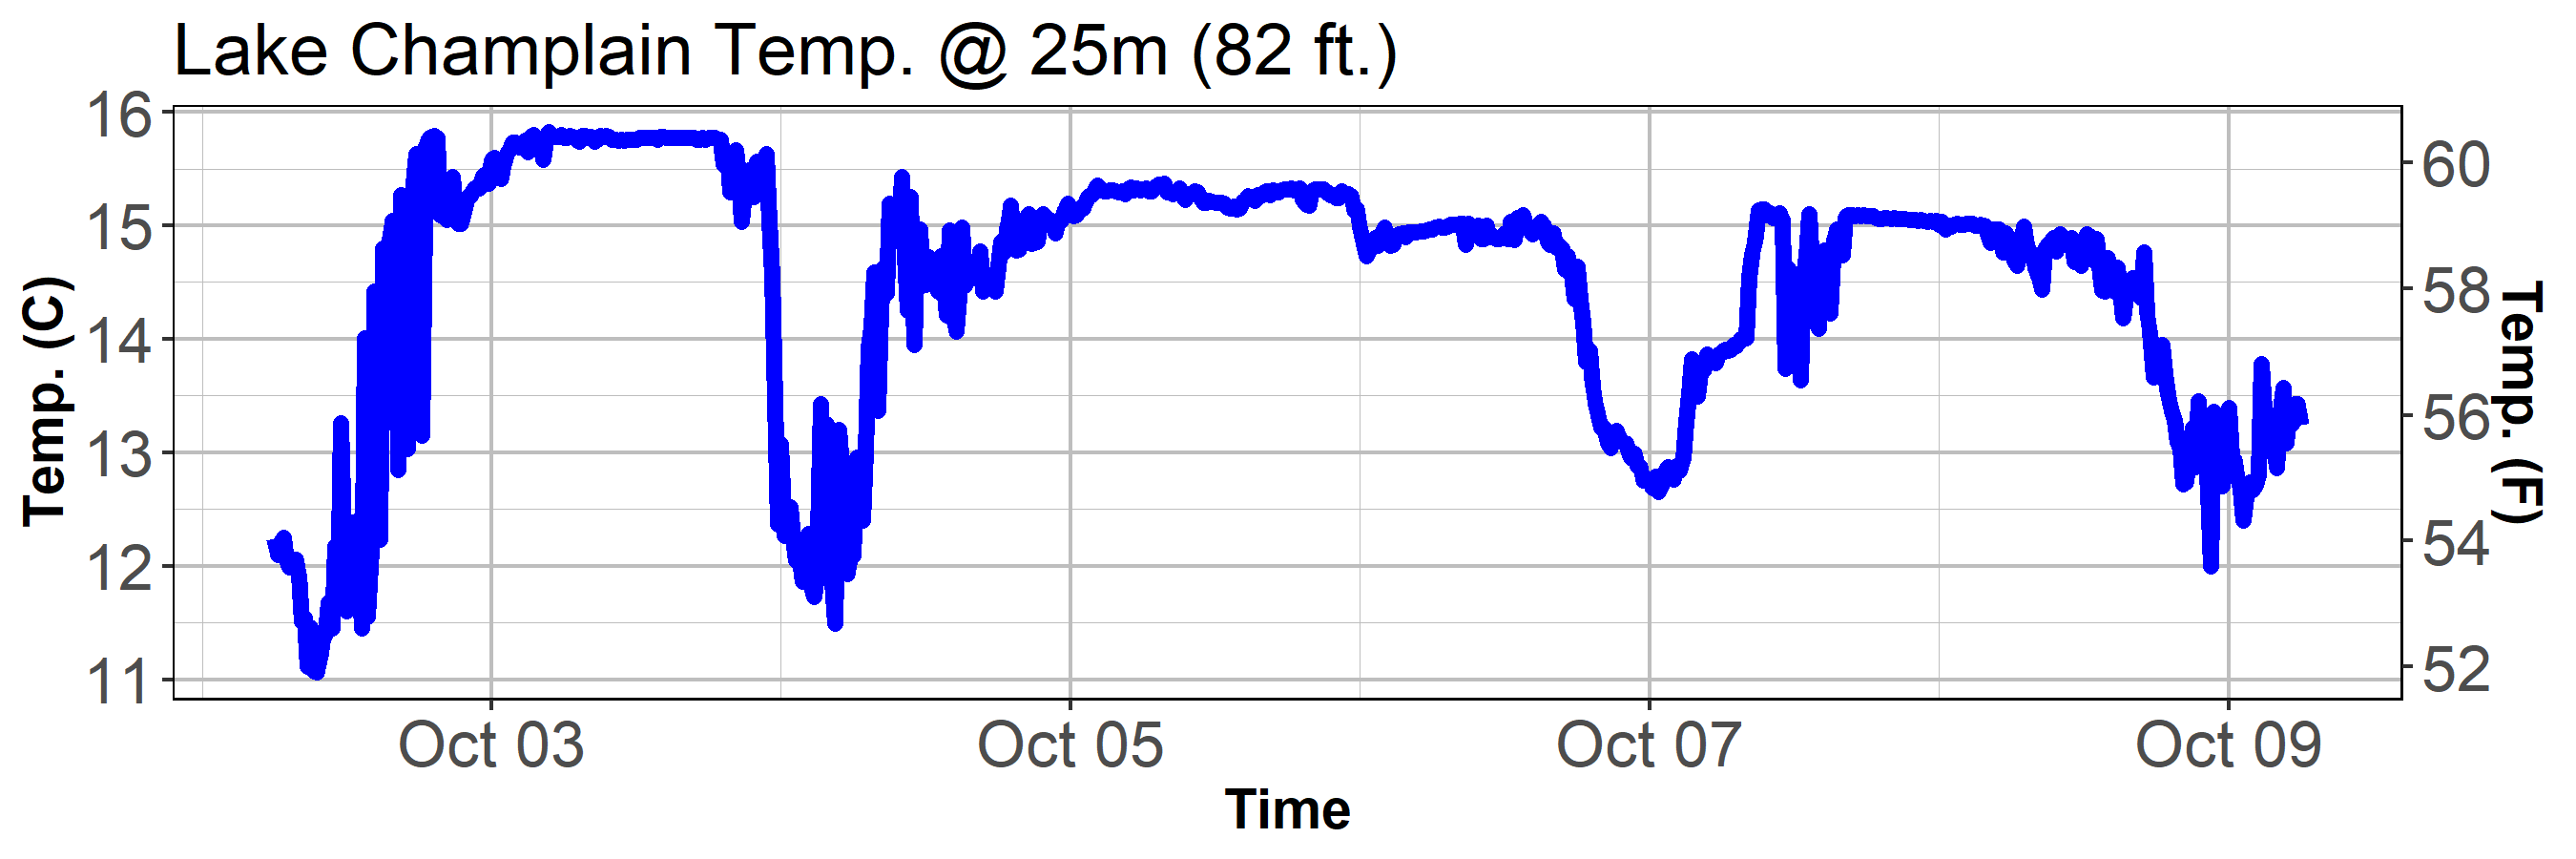 Lake Champlain Temp. @ 25m (82 ft.)
16
15
14
13
12
11
Temp. (C)
60
58
56
54
52
Temp. (F)
Oct 03 Oct 05 Oct 07 Oct 09
Time